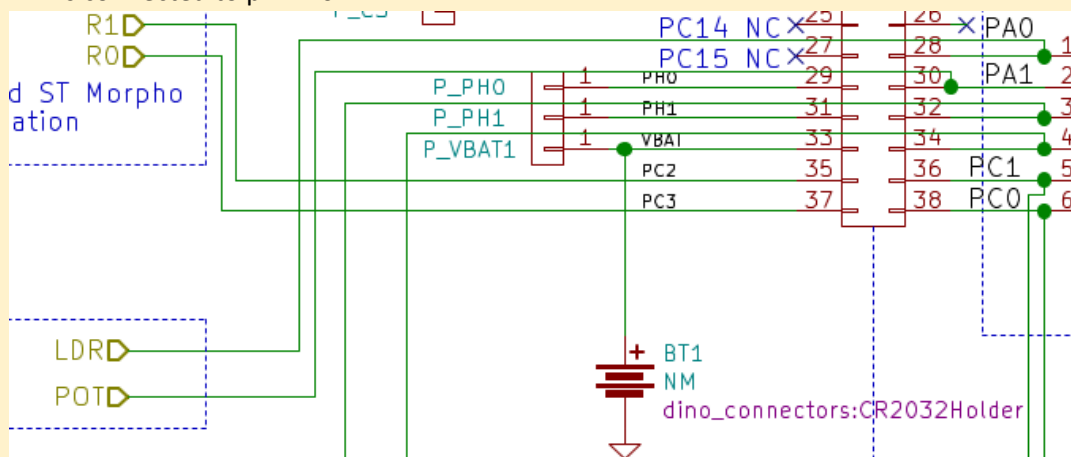 R1
PC14 NC
25
26
PA0
R0
PC15 NC
27
28
1
P_PH0
1
PH0
29
30
PA1
2
d ST Morpho
ation
P_PH1
1
PH1
31
32
3
P_VBAT1
1
VBAT
33
34
4
PC2
35
36
PC1
5
PC3
37
38
PC0
6
LDR
POT
+
BT1
NM
dino_connectors:CR2032Holder